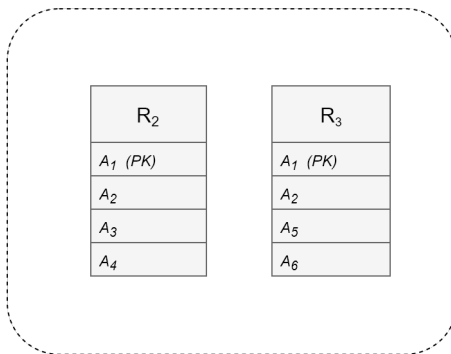 R₂
A₁ (PK)
A₂
A₃
A₄
R₃
A₁ (PK)
A₂
A₅
A₆